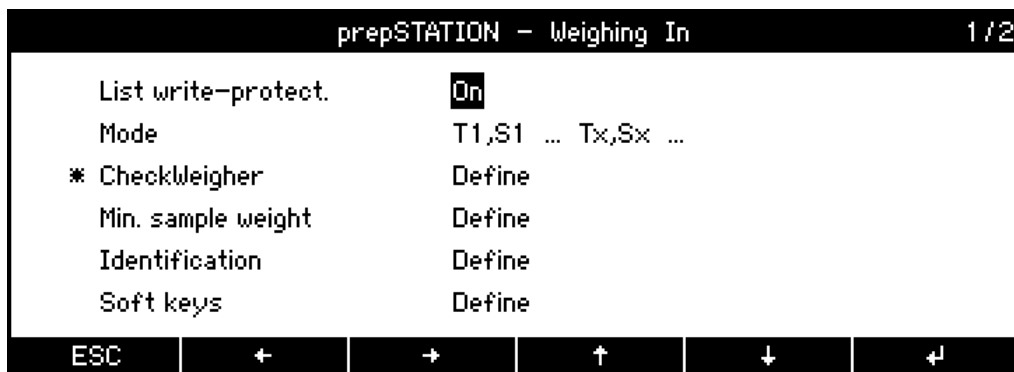 prepSTATION – Weighing In 1/2
List write-protect. On
Mode T1,S1 ... Tx,Sx ...
* CheckWeigher Define
Min. sample weight Define
Identification Define
Soft keys Define
ESC ← → ↑ ↓ ↵